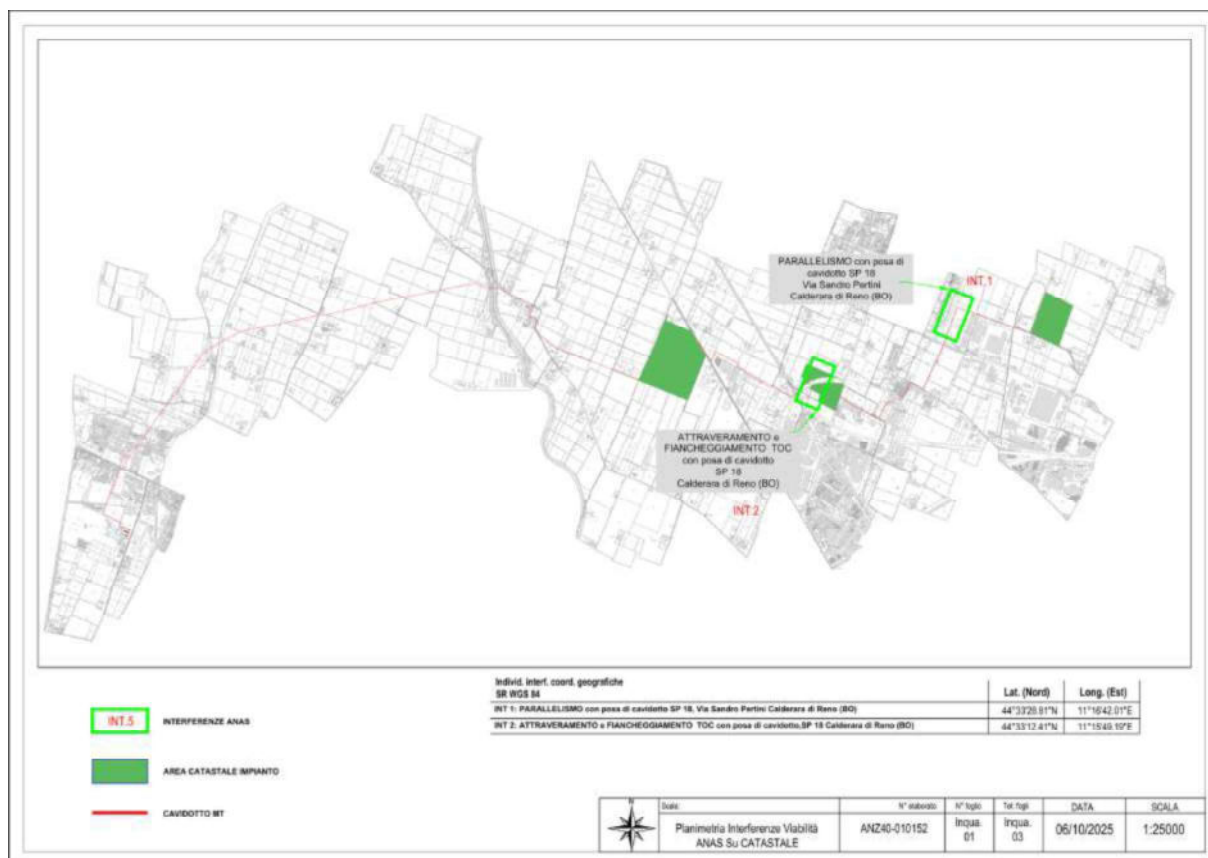 PARALLELISMO con posa di
cavidotto SP 18
Via Sandro Pertini
Calderara di Reno (BO)
INT.1
ATTRAVERAMENTO e
FIANCHEGGIAMENTO TOC
con posa di cavidotto
SP 18
Calderara di Reno (BO)
INT.2
INT.5 INTERFERENZE ANAS
AREA CATASTALE IMPIANTO
CAVIDOTTO MT
Individ. interf. coord. geografiche
SR WGS 84 Lat. (Nord) Long. (Est)
INT 1: PARALLELISMO con posa di cavidotto SP 18, Via Sandro Pertini Calderara di Reno (BO) 44°33'28.81"N 11°16'42.01"E
INT 2: ATTRAVERAMENTO e FIANCHEGGIAMENTO TOC con posa di cavidotto,SP 18 Calderara di Reno (BO) 44°33'12.41"N 11°15'49.19"E
N
N° elaborato N° foglio Tot. fogli DATA SCALA
Planimetria Interferenze Viabilità
ANAS Su CATASTALE
ANZ40-010152
Inqua.
01
Inqua.
03
06/10/2025
1:25000